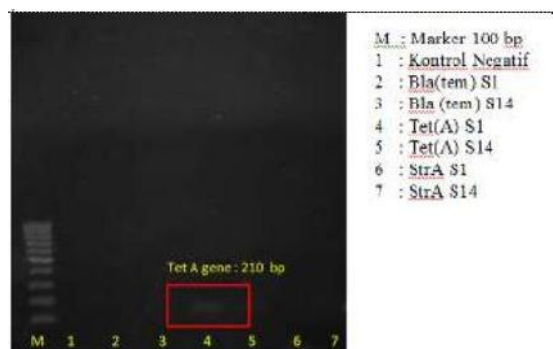 M : Marker 100 bp
1 : Kontrol Negatif
2 : Bla(tem) S1
3 : Bla (tem) S14
4 : Tet(A) S1
5 : Tet(A) S14
6 : StrA S1
7 : StrA S14
Tet A gene : 210 bp
M 1 2 3 4 5 6 7